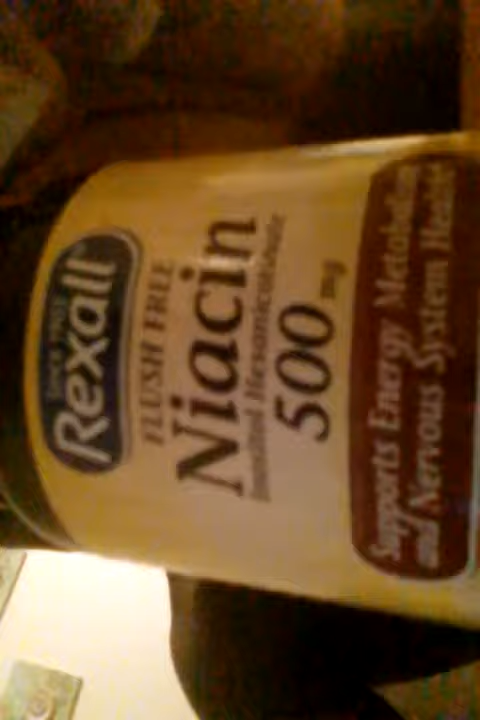 SINCE 1903
Rexall
FLUSH FREE
Niacin
Inositol Hexanicotinate
500 mg
Supports Energy Metabolism
and Nervous System Health